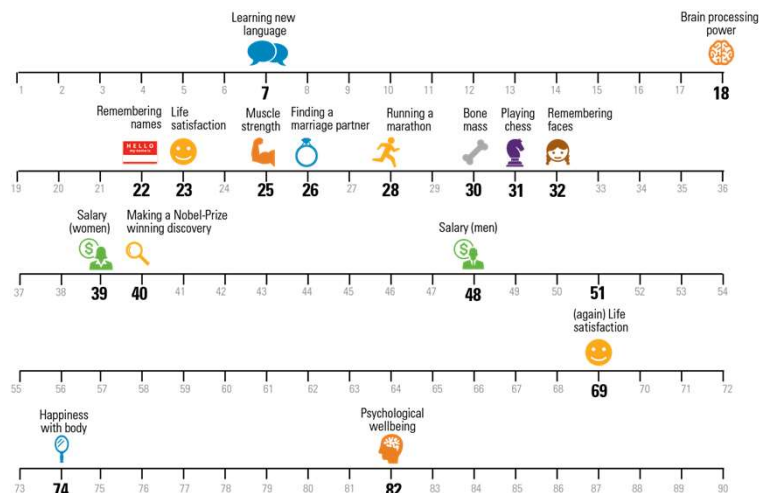 Learning new
language
Brain processing
power
1 2 3 4 5 6 7 8 9 10 11 12 13 14 15 16 17 18
Remembering
names
Life
satisfaction
Muscle
strength
Finding a
marriage partner
Running a
marathon
Bone
mass
Playing
chess
Remembering
faces
HELLO
19 20 21 22 23 24 25 26 27 28 29 30 31 32 33 34 35 36
Salary
(women)
Making a Nobel-Prize
winning discovery
Salary (men)
$
$
37 38 39 40 41 42 43 44 45 46 47 48 49 50 51 52 53 54
(again) Life
satisfaction
55 56 57 58 59 60 61 62 63 64 65 66 67 68 69 70 71 72
Happiness
with body
Psychological
wellbeing
73 74 75 76 77 78 79 80 81 82 83 84 85 86 87 88 89 90